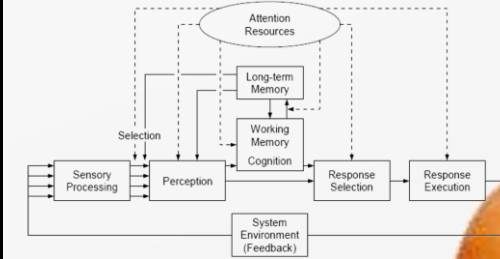 Attention
Resources
Long-term
Memory
Selection
Working
Memory
Cognition
Sensory
Processing
Perception
Response
Selection
Response
Execution
System
Environment
(Feedback)